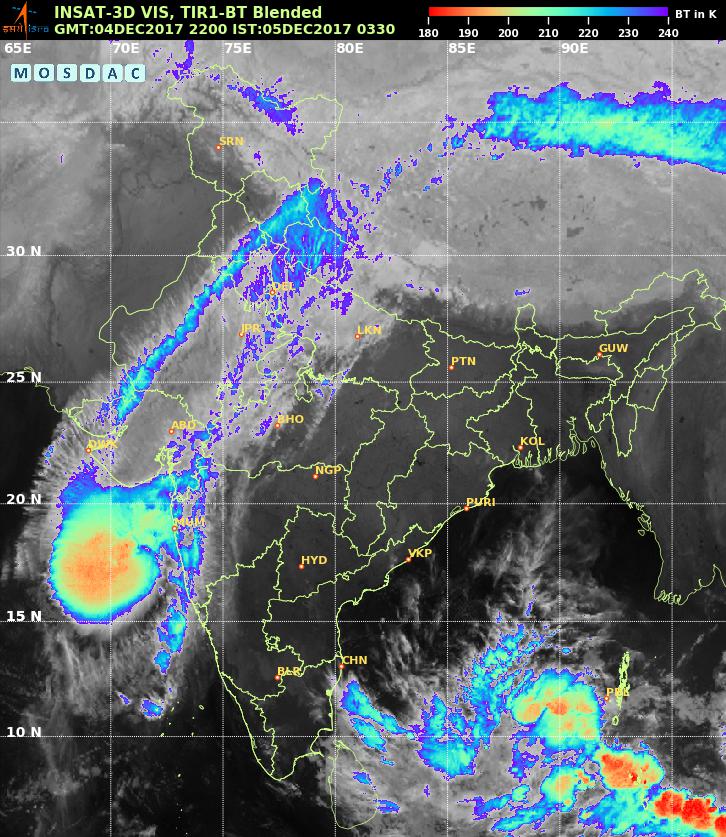 INSAT-3D VIS, TIR1-BT Blended
GMT:04DEC2017 2200 IST:05DEC2017 0330
BT in K
180 190 200 210 220 230 240
65E 70E 75E 80E 85E 90E
MOSDAC
SRN
30 N
DEL
JPR
LKN
GUW
PTN
25 N
ABD
BHO
DWK
KOL
NGP
20 N
PURI
MUM
VKP
HYD
15 N
CHN
BLR
PBL
10 N